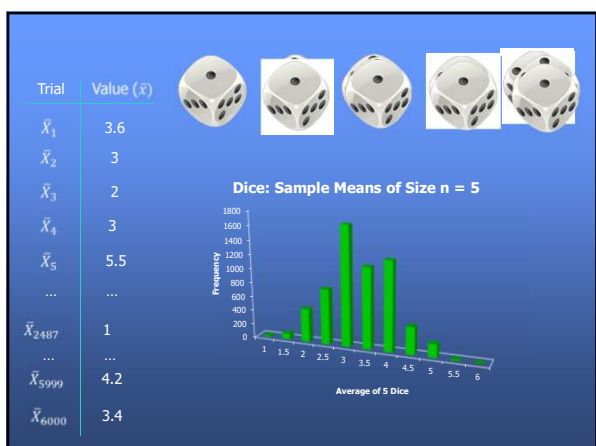 Trial Value (x̄)
X̄₁ 3.6
X̄₂ 3
X̄₃ 2
X̄₄ 3
X̄₅ 5.5
... ...
X̄₂₄₈₇ 1
... ...
X̄₅₉₉₉ 4.2
X̄₆₀₀₀ 3.4
Dice: Sample Means of Size n = 5
Frequency
1800
1600
1400
1200
1000
800
600
400
200
0
1 1.5 2 2.5 3 3.5 4 4.5 5 5.5 6
Average of 5 Dice